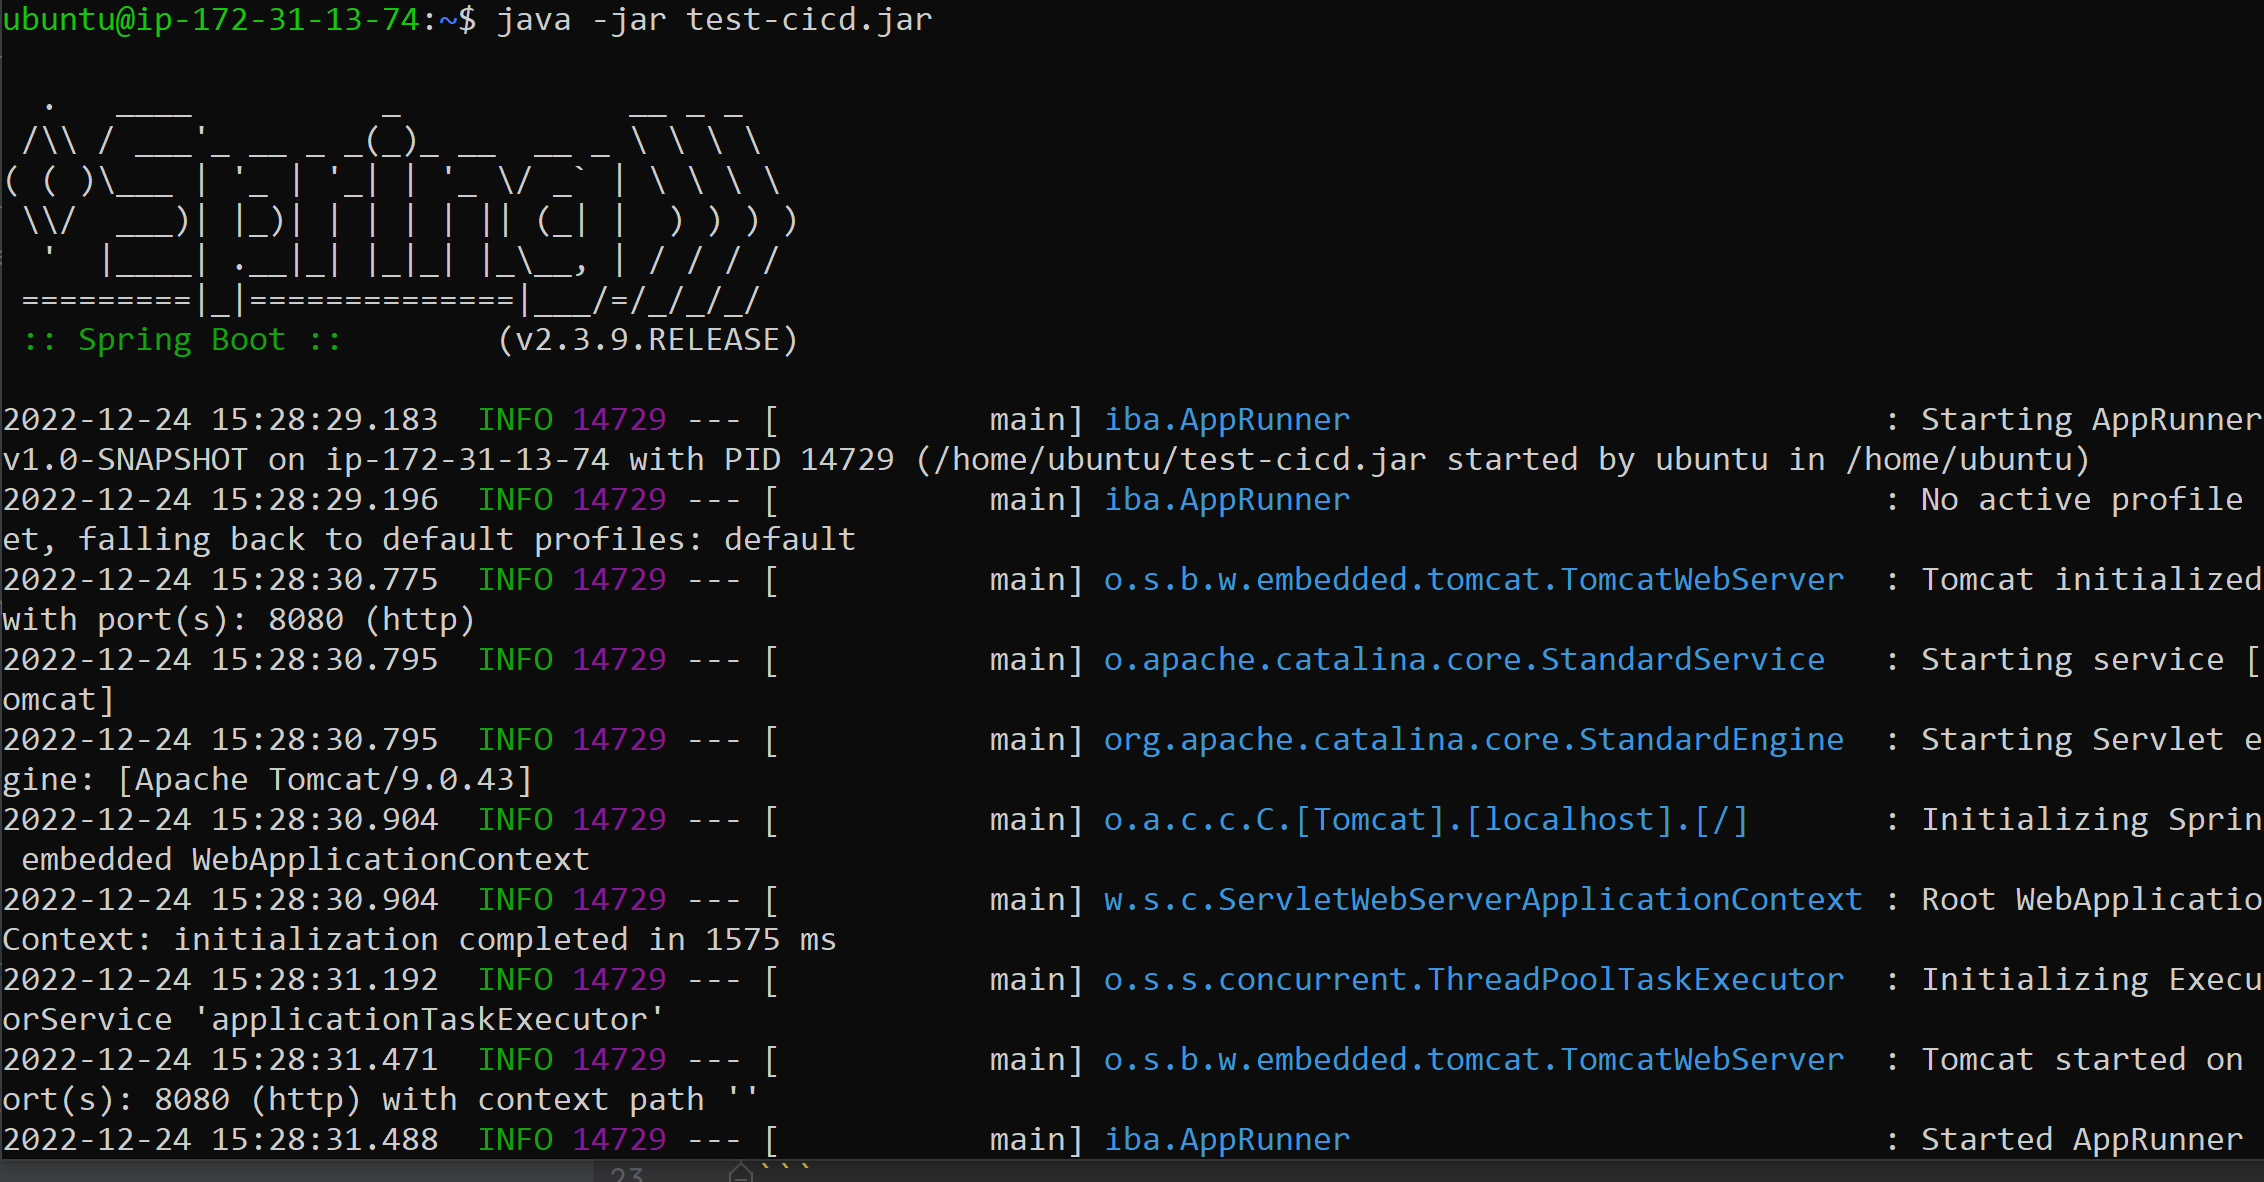 ubuntu@ip-172-31-13-74:~$ java -jar test-cicd.jar
  .   ____          _            __ _ _
 /\\ / ___'_ __ _ _(_)_ __  __ _ \ \ \ \
( ( )\___ | '_ | '_| | '_ \/ _` | \ \ \ \
 \\/  ___)| |_)| | | | | || (_| |  ) ) ) )
  '  |____| .__|_| |_|_| |_\__, | / / / /
 =========|_|==============|___/=/_/_/_/
 :: Spring Boot ::        (v2.3.9.RELEASE)
2022-12-24 15:28:29.183  INFO 14729 --- [           main] iba.AppRunner                            : Starting AppRunner
v1.0-SNAPSHOT on ip-172-31-13-74 with PID 14729 (/home/ubuntu/test-cicd.jar started by ubuntu in /home/ubuntu)
2022-12-24 15:28:29.196  INFO 14729 --- [           main] iba.AppRunner                            : No active profile
et, falling back to default profiles: default
2022-12-24 15:28:30.775  INFO 14729 --- [           main] o.s.b.w.embedded.tomcat.TomcatWebServer  : Tomcat initialized
with port(s): 8080 (http)
2022-12-24 15:28:30.795  INFO 14729 --- [           main] o.apache.catalina.core.StandardService   : Starting service [
omcat]
2022-12-24 15:28:30.795  INFO 14729 --- [           main] org.apache.catalina.core.StandardEngine  : Starting Servlet e
gine: [Apache Tomcat/9.0.43]
2022-12-24 15:28:30.904  INFO 14729 --- [           main] o.a.c.c.C.[Tomcat].[localhost].[/]       : Initializing Sprin
 embedded WebApplicationContext
2022-12-24 15:28:30.904  INFO 14729 --- [           main] w.s.c.ServletWebServerApplicationContext : Root WebApplicatio
Context: initialization completed in 1575 ms
2022-12-24 15:28:31.192  INFO 14729 --- [           main] o.s.s.concurrent.ThreadPoolTaskExecutor  : Initializing Execu
orService 'applicationTaskExecutor'
2022-12-24 15:28:31.471  INFO 14729 --- [           main] o.s.b.w.embedded.tomcat.TomcatWebServer  : Tomcat started on
ort(s): 8080 (http) with context path ''
2022-12-24 15:28:31.488  INFO 14729 --- [           main] iba.AppRunner                            : Started AppRunner
23 ```